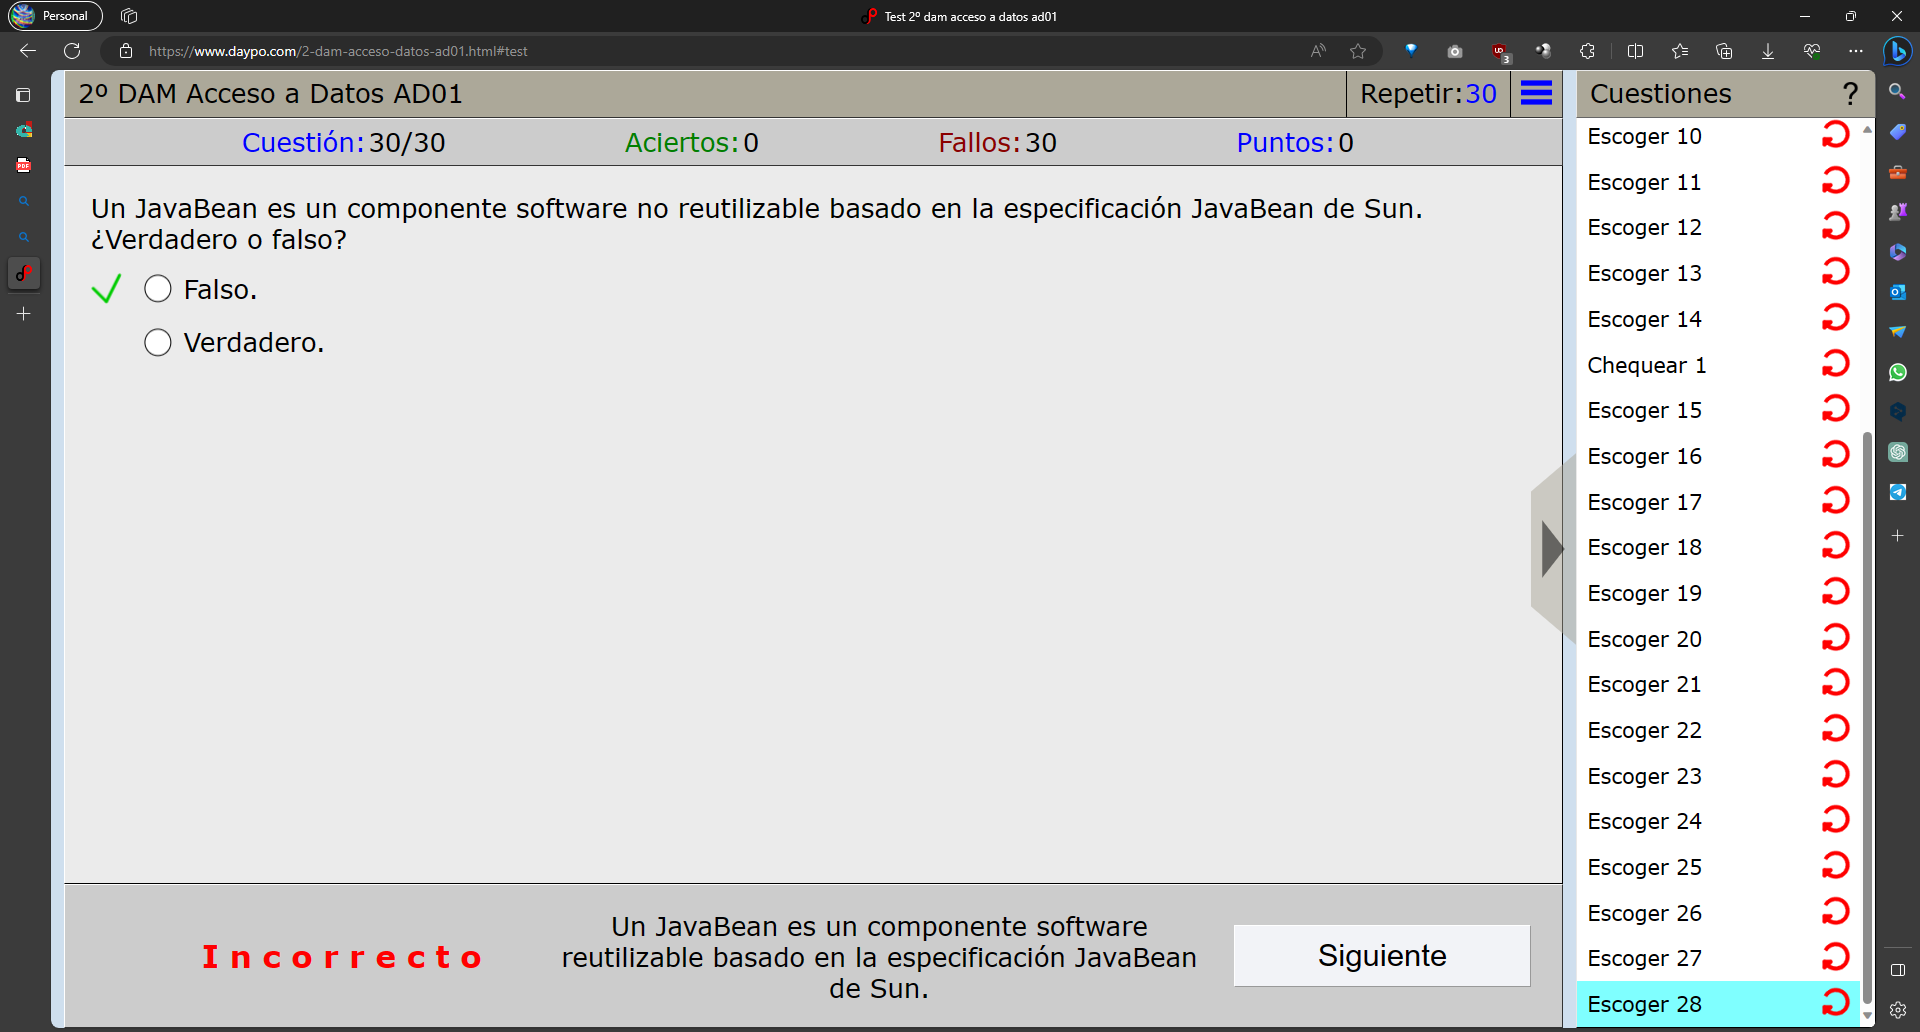 Personal
Test 2º dam acceso a datos ad01
https://www.daypo.com/2-dam-acceso-datos-ad01.html#test
2º DAM Acceso a Datos AD01
Repetir:30
Cuestiones
?
Cuestión:30/30
Aciertos:0
Fallos:30
Puntos:0
Un JavaBean es un componente software no reutilizable basado en la especificación JavaBean de Sun.
¿Verdadero o falso?
Falso.
Verdadero.
Incorrecto
Un JavaBean es un componente software
reutilizable basado en la especificación JavaBean
de Sun.
Siguiente
Escoger 10
Escoger 11
Escoger 12
Escoger 13
Escoger 14
Chequear 1
Escoger 15
Escoger 16
Escoger 17
Escoger 18
Escoger 19
Escoger 20
Escoger 21
Escoger 22
Escoger 23
Escoger 24
Escoger 25
Escoger 26
Escoger 27
Escoger 28
3
PDF